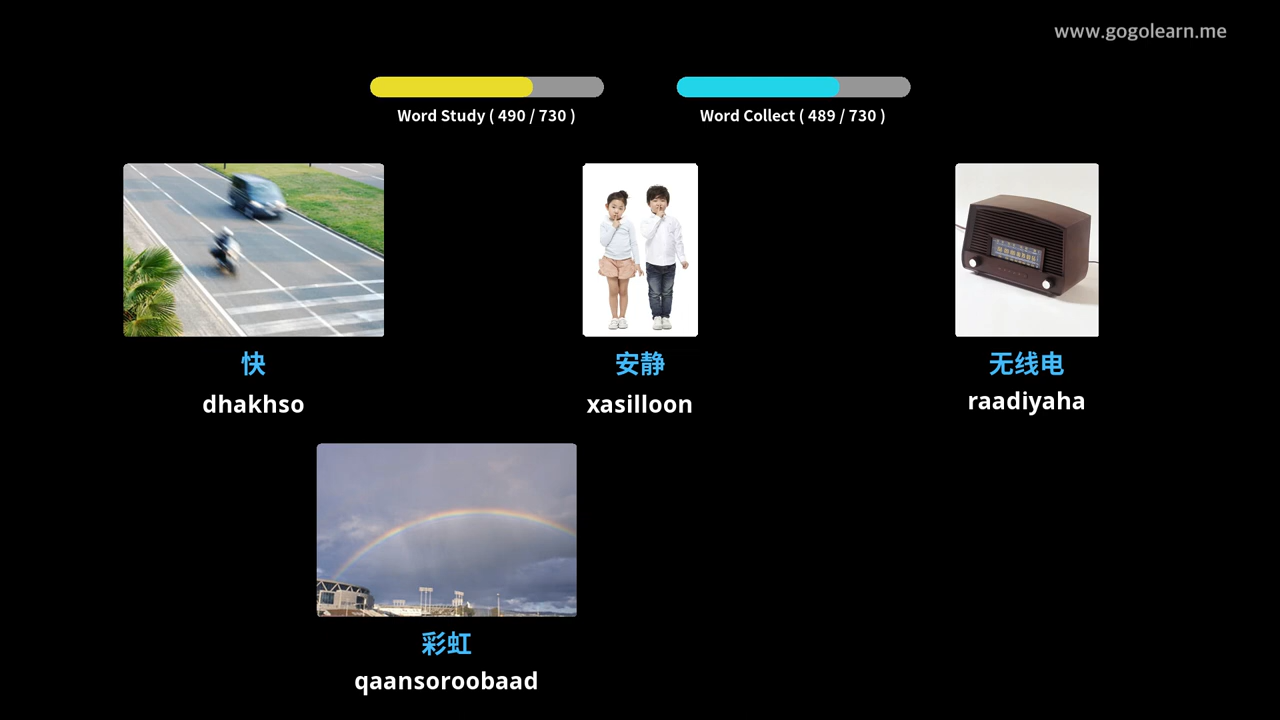 www.gogolearn.me
Word Study ( 490 / 730 )
Word Collect ( 489 / 730 )
快
dhakhso
安静
xasilloon
无线电
raadiyaha
彩虹
qaansoroobaad